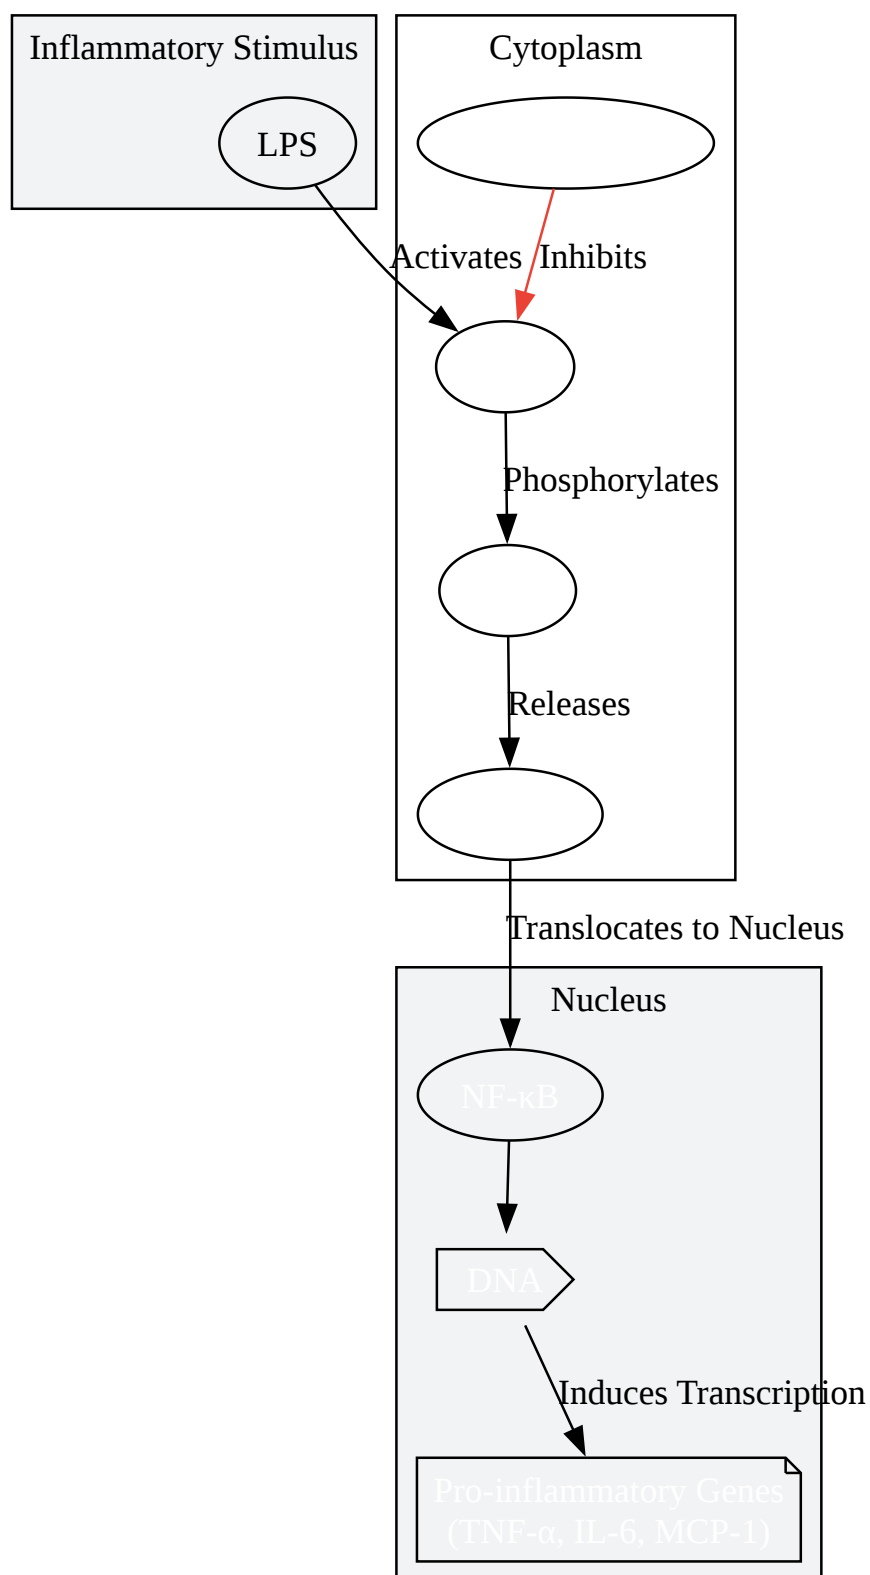 Inflammatory Stimulus
LPS
Cytoplasm
Activates
Inhibits
Phosphorylates
Releases
Translocates to Nucleus
Nucleus
NF-κB
DNA
Induces Transcription
Pro-inflammatory Genes
(TNF-α, IL-6, MCP-1)